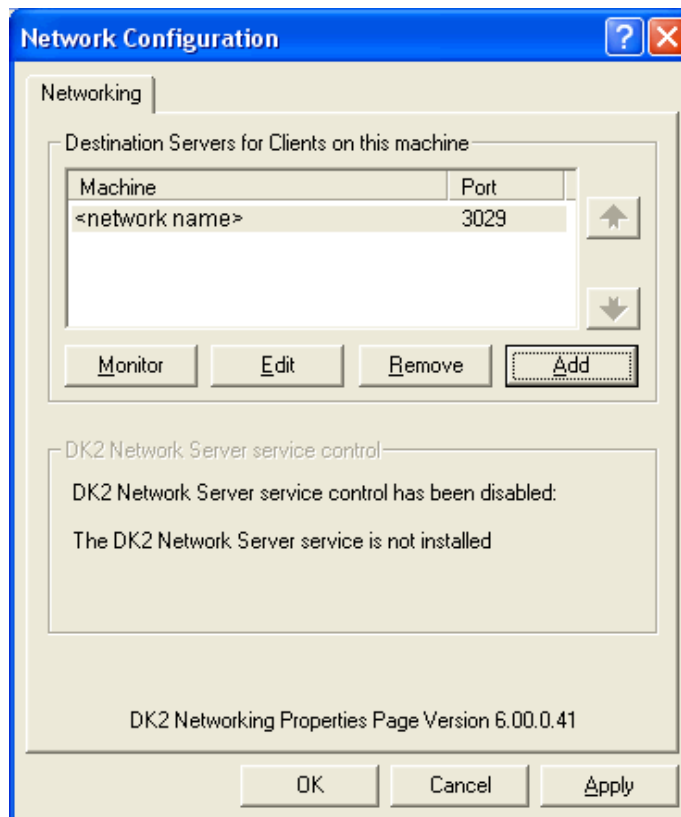 Network Configuration
Networking
Destination Servers for Clients on this machine
Machine Port
<network name> 3029
Monitor Edit Remove Add
DK2 Network Server service control
DK2 Network Server service control has been disabled:
The DK2 Network Server service is not installed
DK2 Networking Properties Page Version 6.00.0.41
OK Cancel Apply